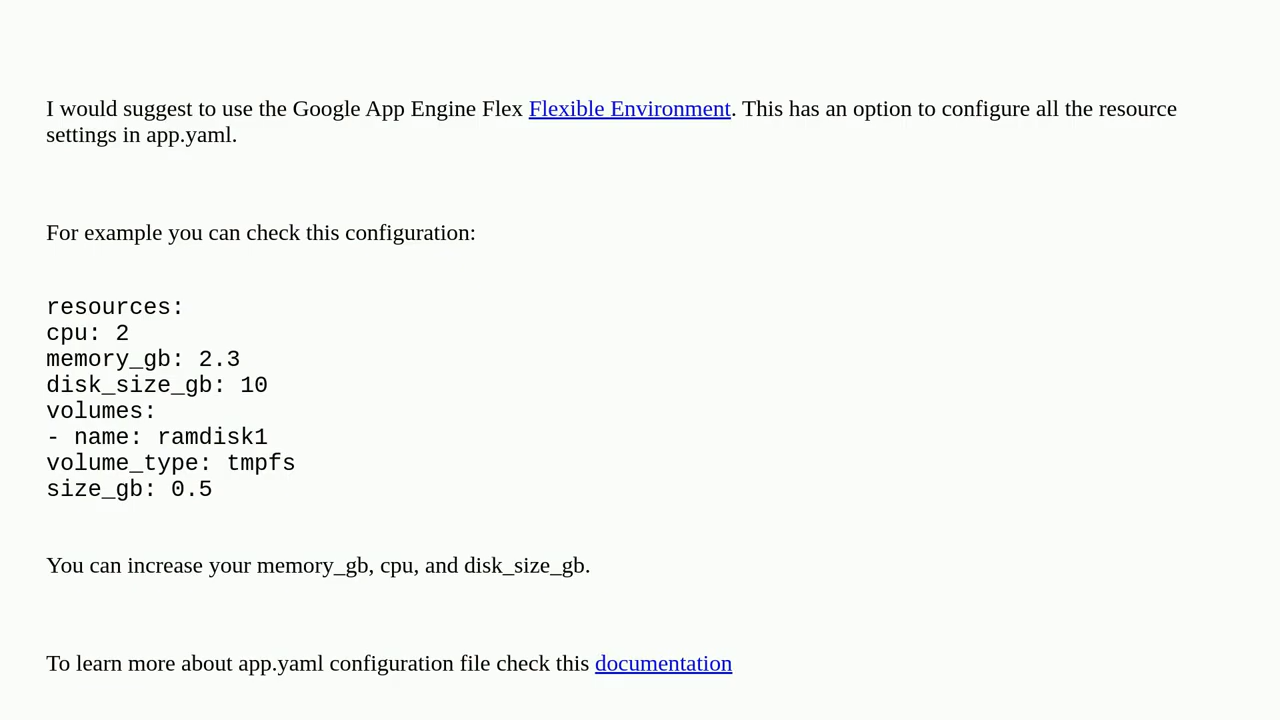 I would suggest to use the Google App Engine Flex Flexible Environment. This has an option to configure all the resource
settings in app.yaml.
For example you can check this configuration:
resources:
cpu: 2
memory_gb: 2.3
disk_size_gb: 10
volumes:
- name: ramdisk1
volume_type: tmpfs
size_gb: 0.5
You can increase your memory_gb, cpu, and disk_size_gb.
To learn more about app.yaml configuration file check this documentation